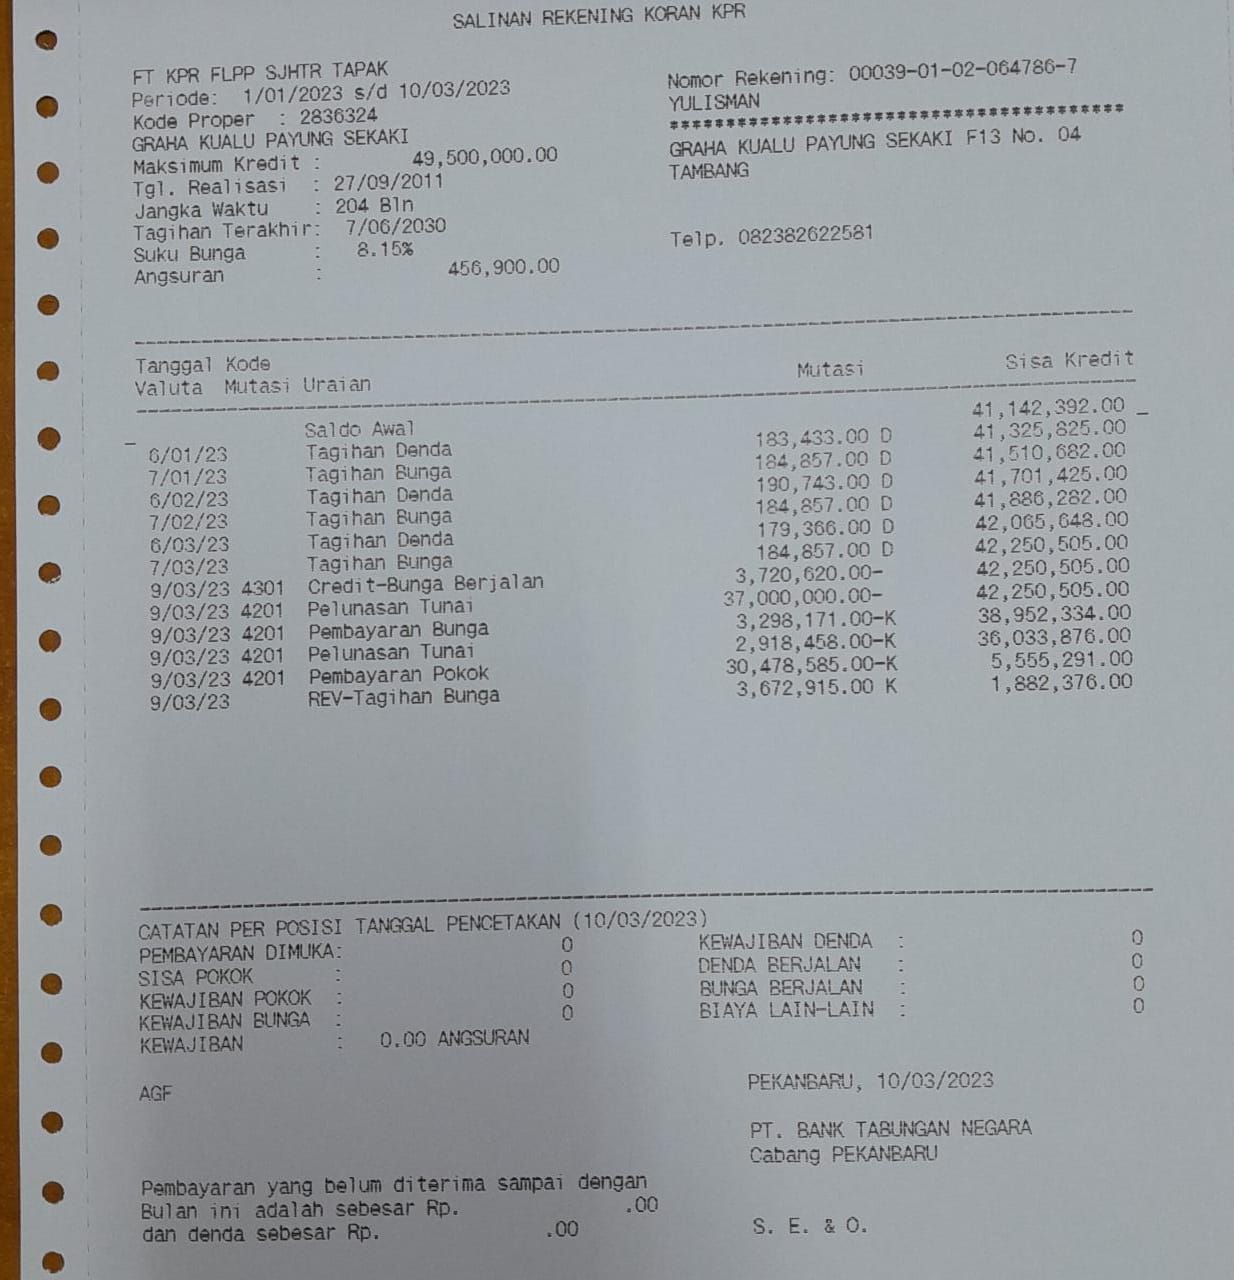 SALINAN REKENING KORAN KPR
FT KPR FLPP SJHTR TAPAK
Periode: 1/01/2023 s/d 10/03/2023
Kode Proper : 2836324
GRAHA KUALU PAYUNG SEKAKI
Maksimum Kredit : 49,500,000.00
Tgl. Realisasi : 27/09/2011
Jangka Waktu : 204 Bln
Tagihan Terakhir: 7/06/2030
Suku Bunga : 8.15%
Angsuran : 456,900.00
Nomor Rekening: 00039-01-02-064786-7
YULISMAN
*****************************************
GRAHA KUALU PAYUNG SEKAKI F13 No. 04
TAMBANG
Telp. 082382622581
Tanggal Kode
Valuta Mutasi Uraian Mutasi Sisa Kredit
Saldo Awal 41,142,392.00
6/01/23 Tagihan Denda 183,433.00 D 41,325,825.00
7/01/23 Tagihan Bunga 184,857.00 D 41,510,682.00
6/02/23 Tagihan Denda 190,743.00 D 41,701,425.00
7/02/23 Tagihan Bunga 184,857.00 D 41,886,282.00
6/03/23 Tagihan Denda 179,366.00 D 42,065,648.00
7/03/23 Tagihan Bunga 184,857.00 D 42,250,505.00
9/03/23 4301 Credit-Bunga Berjalan 3,720,620.00- 42,250,505.00
9/03/23 4201 Pelunasan Tunai 37,000,000.00- 42,250,505.00
9/03/23 4201 Pembayaran Bunga 3,298,171.00-K 38,952,334.00
9/03/23 4201 Pelunasan Tunai 2,918,458.00-K 36,033,876.00
9/03/23 4201 Pembayaran Pokok 30,478,585.00-K 5,555,291.00
9/03/23 REV-Tagihan Bunga 3,672,915.00 K 1,882,376.00
CATATAN PER POSISI TANGGAL PENCETAKAN (10/03/2023)
PEMBAYARAN DIMUKA: 0 KEWAJIBAN DENDA : 0
SISA POKOK : 0 DENDA BERJALAN : 0
KEWAJIBAN POKOK : 0 BUNGA BERJALAN : 0
KEWAJIBAN BUNGA : 0 BIAYA LAIN-LAIN : 0
KEWAJIBAN : 0.00 ANGSURAN
AGF
PEKANBARU, 10/03/2023
PT. BANK TABUNGAN NEGARA
Cabang PEKANBARU
Pembayaran yang belum diterima sampai dengan
Bulan ini adalah sebesar Rp. .00
dan denda sebesar Rp. .00
S. E. & O.